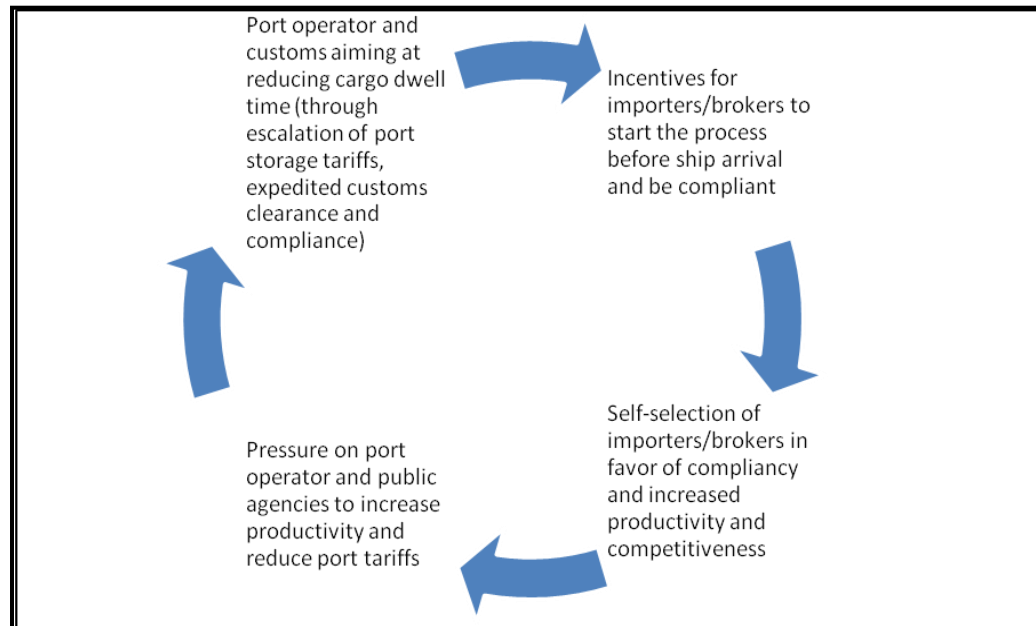 Port operator and
customs aiming at
reducing cargo dwell
time (through
escalation of port
storage tariffs,
expedited customs
clearance and
compliance)
Incentives for
importers/brokers to
start the process
before ship arrival
and be compliant
Self-selection of
importers/brokers in
favor of compliancy
and increased
productivity and
competitiveness
Pressure on port
operator and public
agencies to increase
productivity and
reduce port tariffs